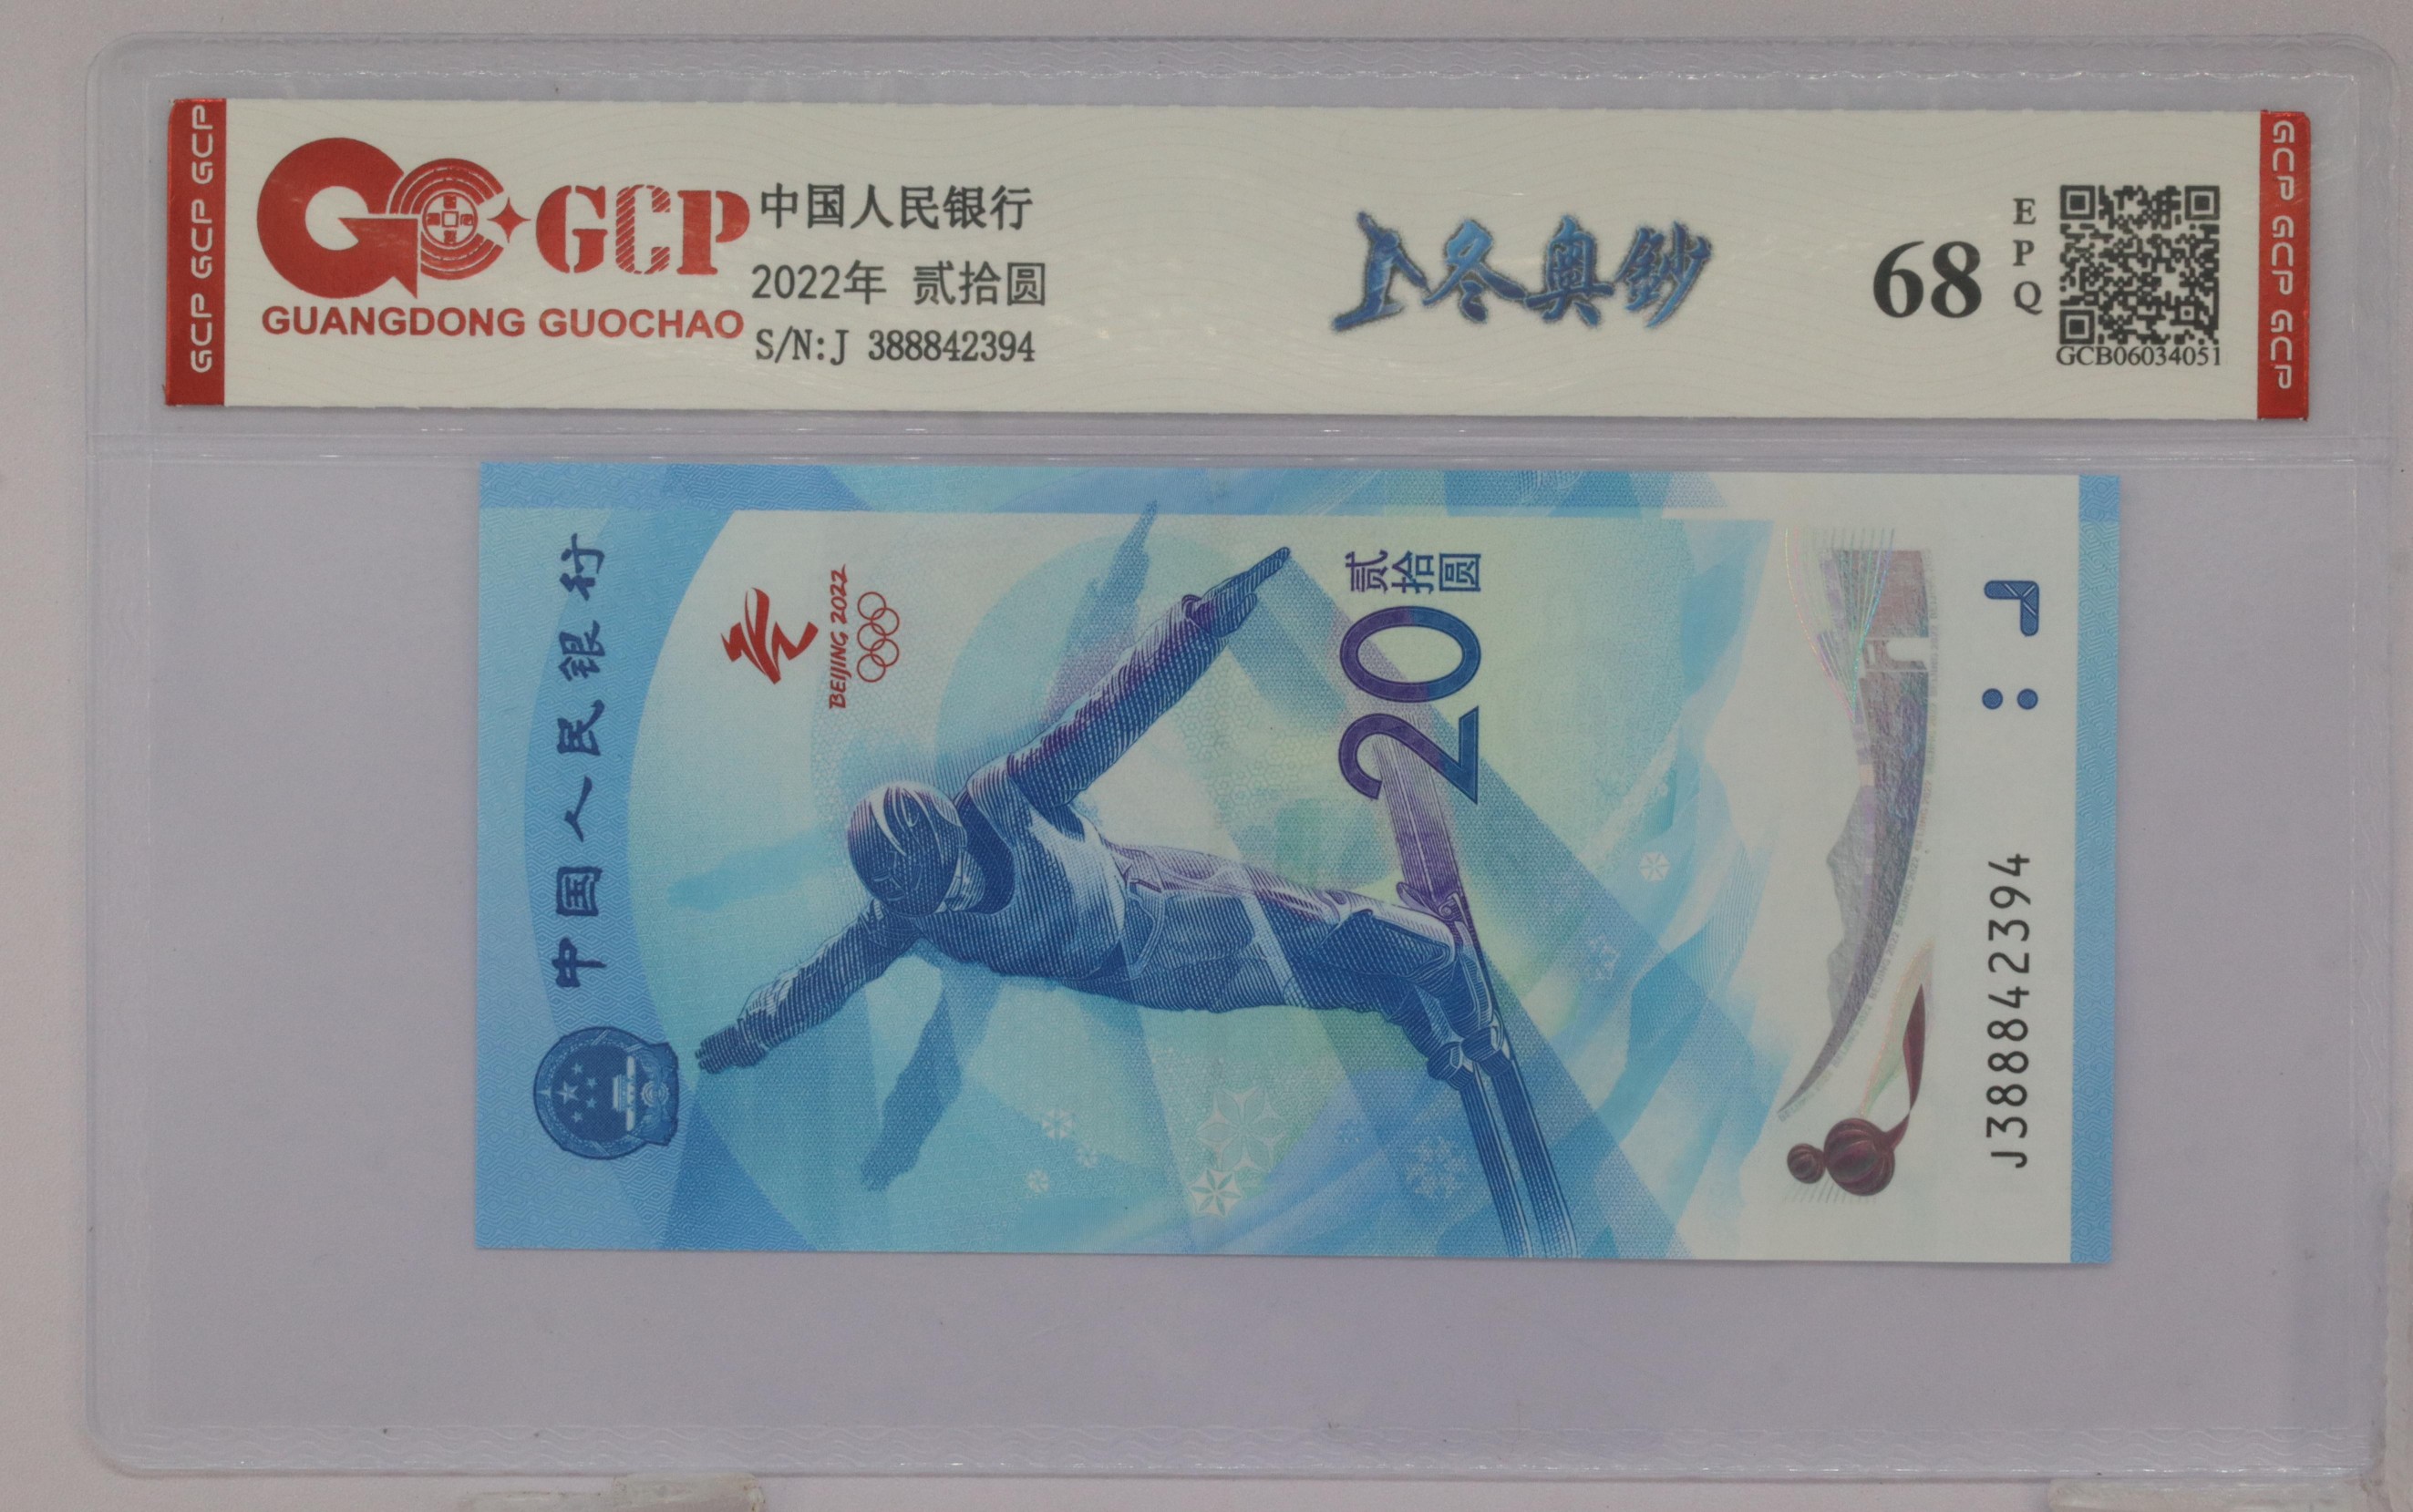 GCP GCP GCP
GCP
GUANGDONG GUOCHAO
中国人民银行
2022年 贰拾圆
S/N:J 388842394
冬奥鈔
68
EPQ
GCB06034051
GCP GCP GCP
中国人民银行
BEIJING 2022
贰拾圆
20
J388842394